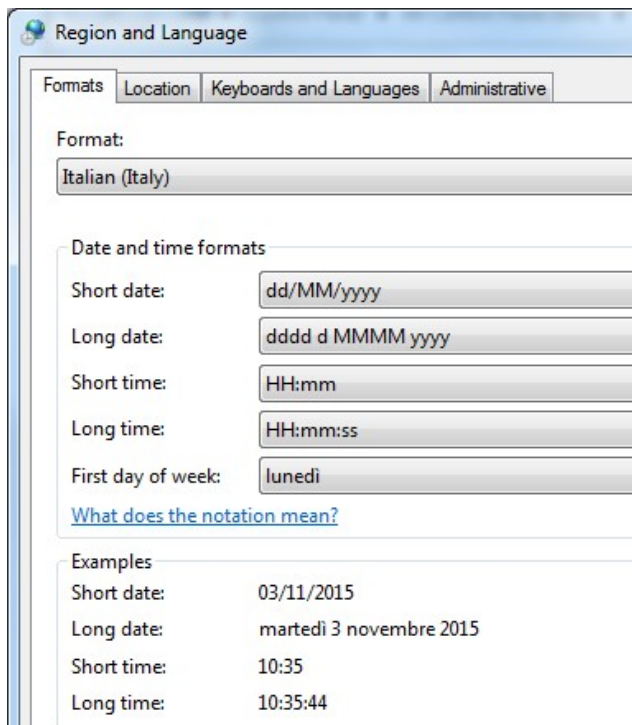 Region and Language
Formats Location Keyboards and Languages Administrative
Format:
Italian (Italy)
Date and time formats
Short date: dd/MM/yyyy
Long date: dddd d MMMM yyyy
Short time: HH:mm
Long time: HH:mm:ss
First day of week: lunedì
What does the notation mean?
Examples
Short date: 03/11/2015
Long date: martedì 3 novembre 2015
Short time: 10:35
Long time: 10:35:44